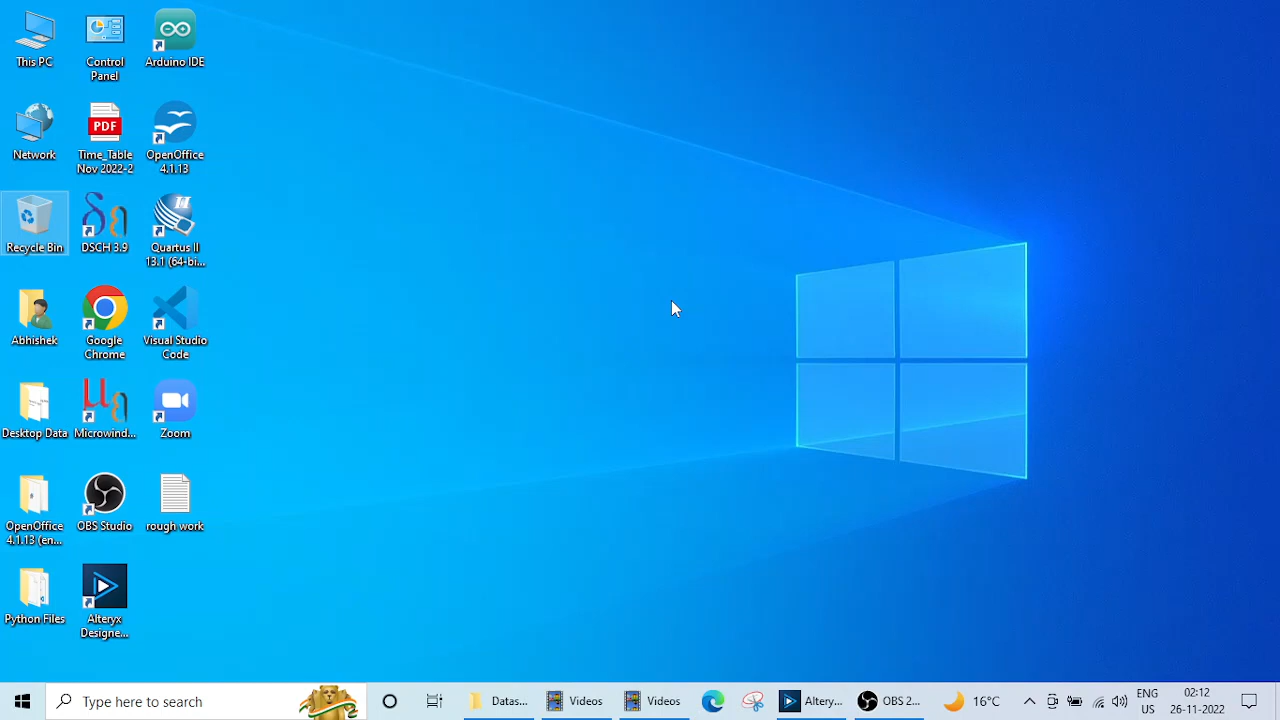 This PC
Control
Panel
Arduino IDE
Network
PDF
Time_Table
Nov 2022-2
OpenOffice
4.1.13
Recycle Bin
DSCH 3.9
II
Quartus II
13.1 (64-bi...
Abhishek
Google
Chrome
Visual Studio
Code
Desktop Data
Microwind...
Zoom
OpenOffice
4.1.13 (en...
OBS Studio
rough work
Python Files
Alteryx
Designe...
Type here to search
Datas...
Videos
Videos
Altery...
OBS 2...
16°C
ENG
US
02:12
26-11-2022